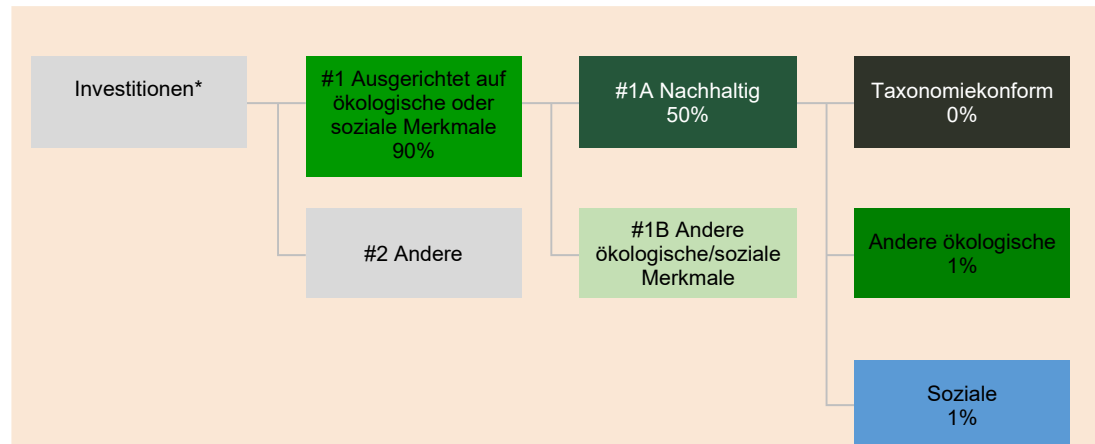 Investitionen*
#1 Ausgerichtet auf
ökologische oder
soziale Merkmale
90%
#1A Nachhaltig
50%
Taxonomiekonform
0%
#2 Andere
#1B Andere
ökologische/soziale
Merkmale
Andere ökologische
1%
Soziale
1%